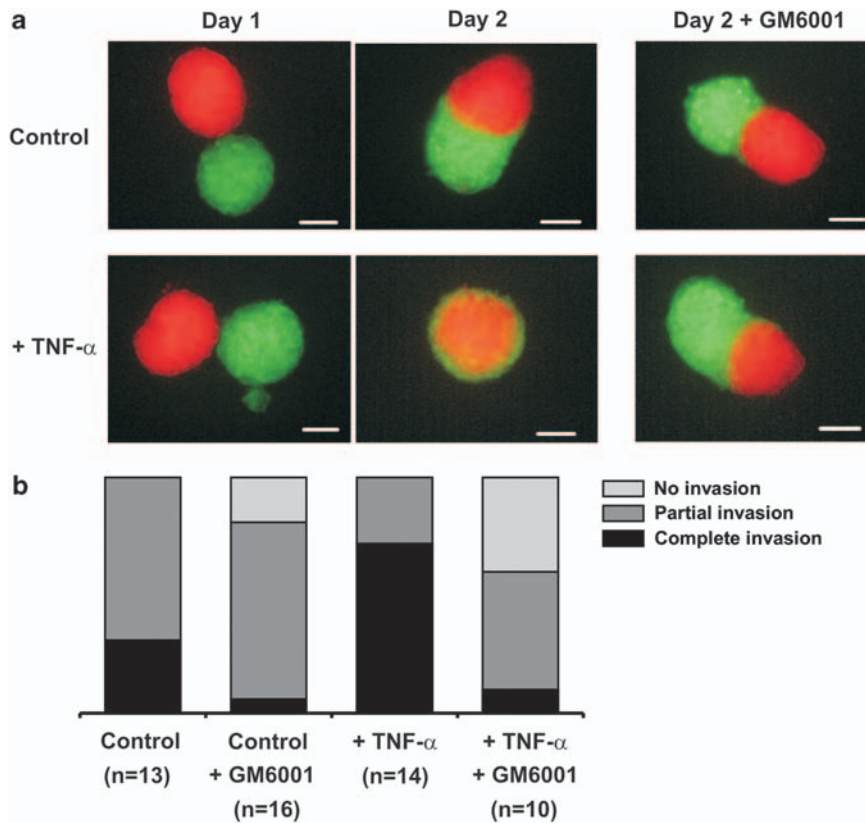 a
Day 1
Day 2
Day 2 + GM6001
Control
+ TNF-α
b
No invasion
Partial invasion
Complete invasion
Control
(n=13)
Control
+ GM6001
(n=16)
+ TNF-α
(n=14)
+ TNF-α
+ GM6001
(n=10)